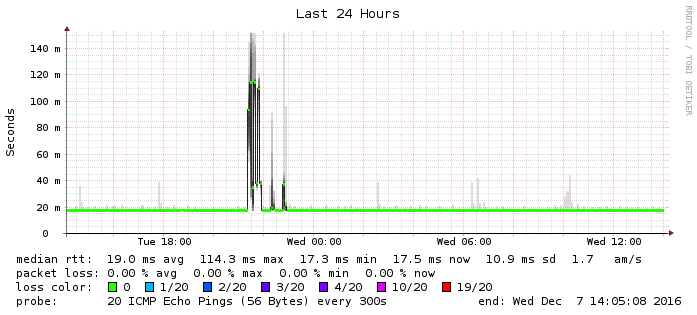 Last 24 Hours
RRDTOOL / TOBI OETIKER
Seconds
140 m
120 m
100 m
80 m
60 m
40 m
20 m
0
Tue 18:00 Wed 00:00 Wed 06:00 Wed 12:00
median rtt: 19.0 ms avg 114.3 ms max 17.3 ms min 17.5 ms now 10.9 ms sd 1.7 am/s
packet loss: 0.00 % avg 0.00 % max 0.00 % min 0.00 % now
loss color: 0 1/20 2/20 3/20 4/20 10/20 19/20
probe: 20 ICMP Echo Pings (56 Bytes) every 300s end: Wed Dec 7 14:05:08 2016